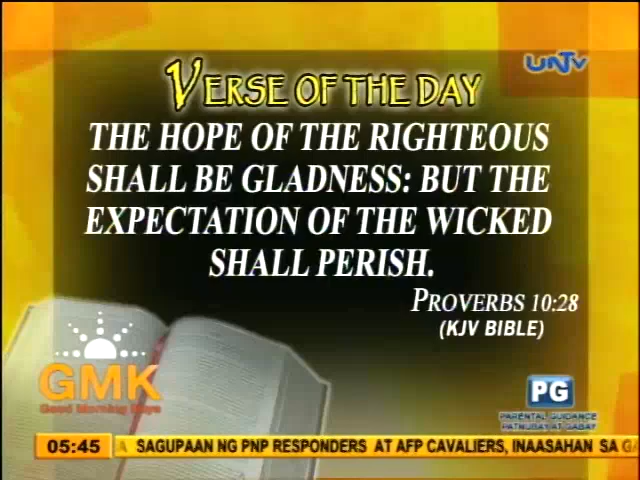 UNTV
VERSE OF THE DAY
THE HOPE OF THE RIGHTEOUS
SHALL BE GLADNESS: BUT THE
EXPECTATION OF THE WICKED
SHALL PERISH.
PROVERBS 10:28
(KJV BIBLE)
GMK
Good Morning Kuya
PG
PARENTAL GUIDANCE
PATNUBAY AT GABAY
05:45
A SAGUPAAN NG PNP RESPONDERS AT AFP CAVALIERS, INAASAHAN SA GA